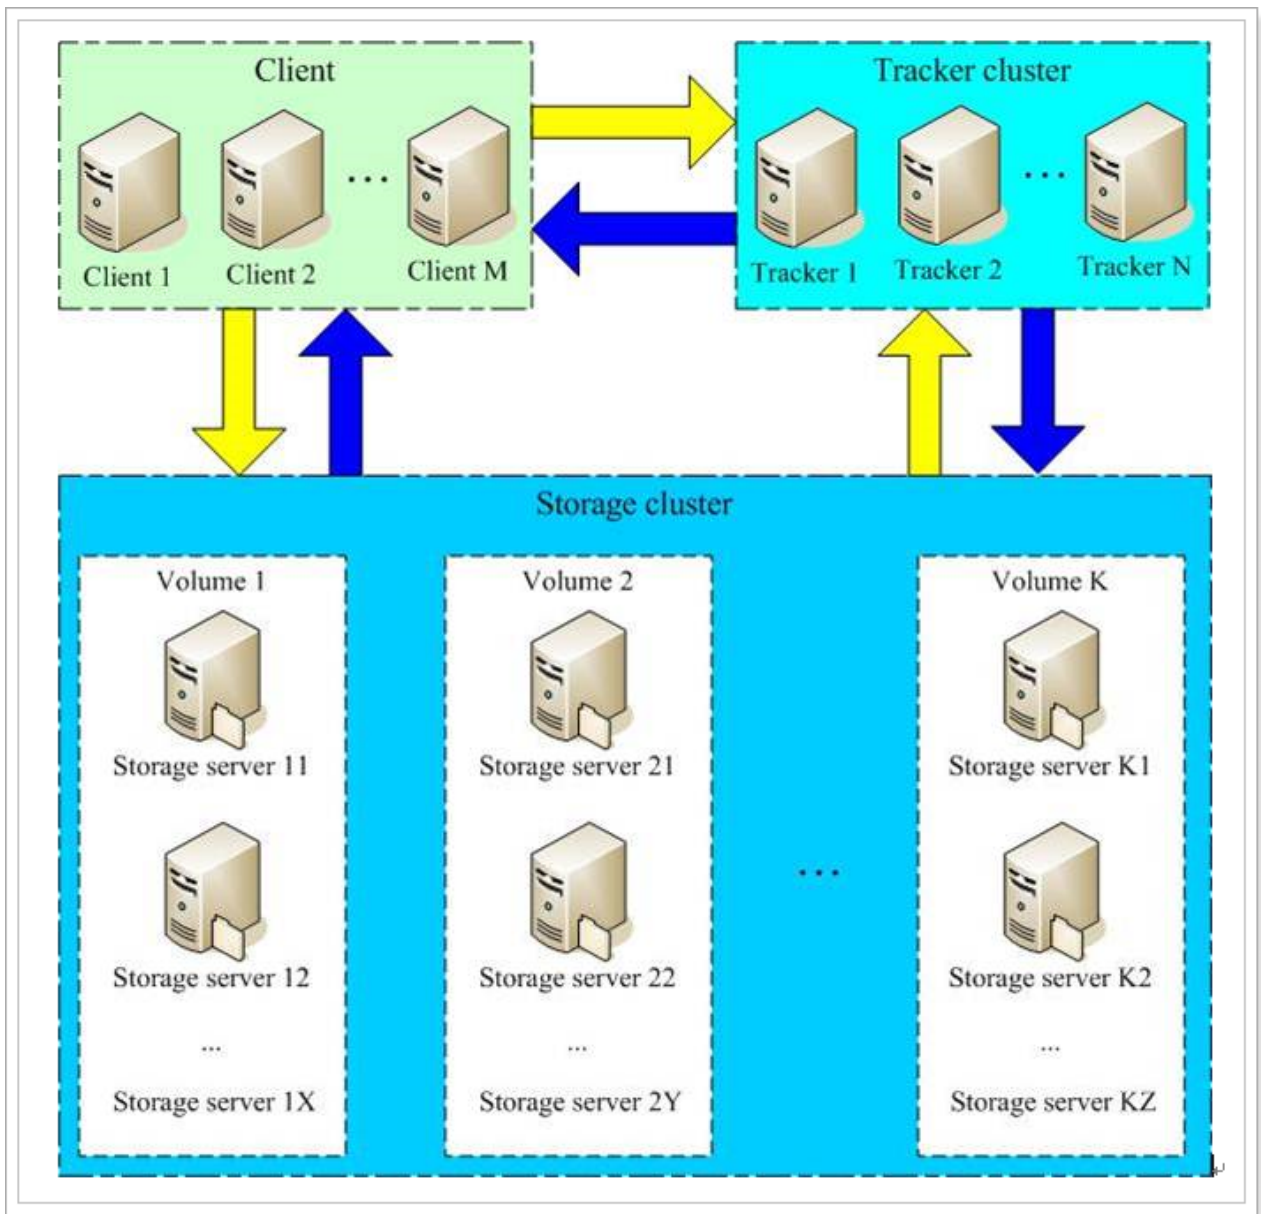 Client
Client 1
Client 2
...
Client M
Tracker cluster
Tracker 1
Tracker 2
...
Tracker N
Storage cluster
Volume 1
Storage server 11
Storage server 12
...
Storage server 1X
Volume 2
Storage server 21
Storage server 22
...
Storage server 2Y
...
Volume K
Storage server K1
Storage server K2
...
Storage server KZ